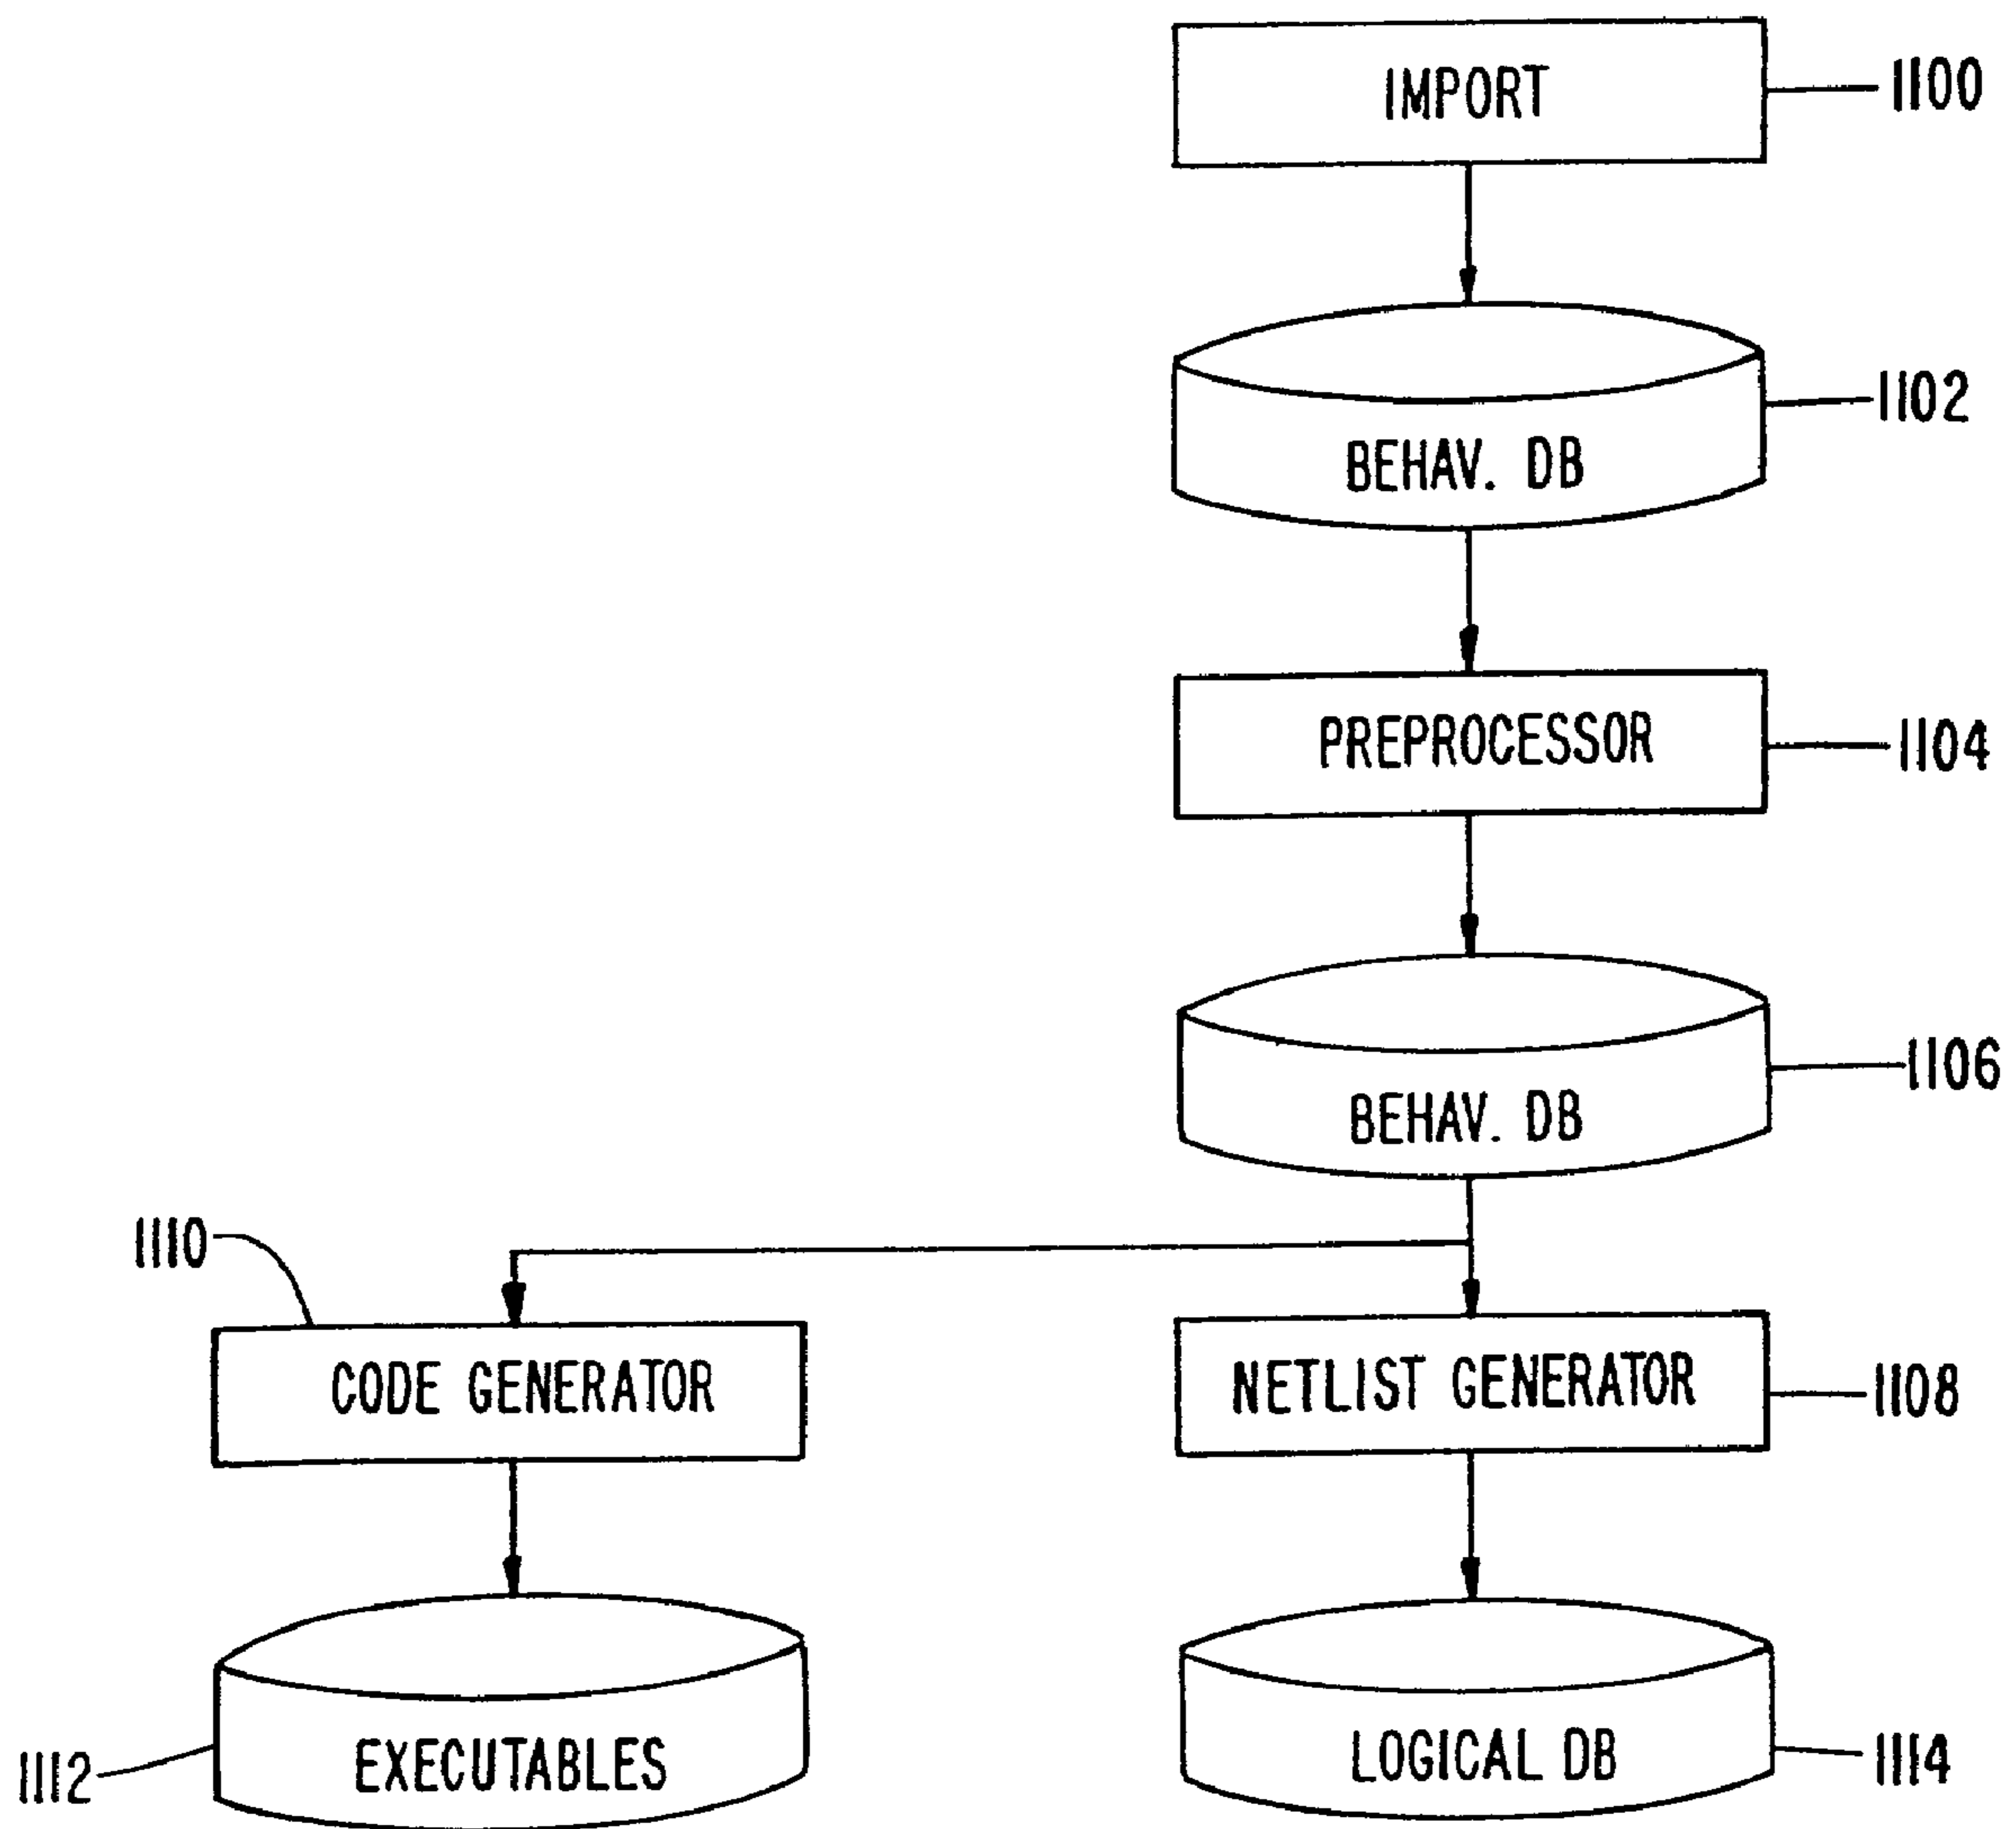 IMPORT
1100
1102
BEHAV. DB
PREPROCESSOR
1104
1106
BEHAV. DB
1110
CODE GENERATOR
NETLIST GENERATOR
1108
EXECUTABLES
1112
LOGICAL DB
1114